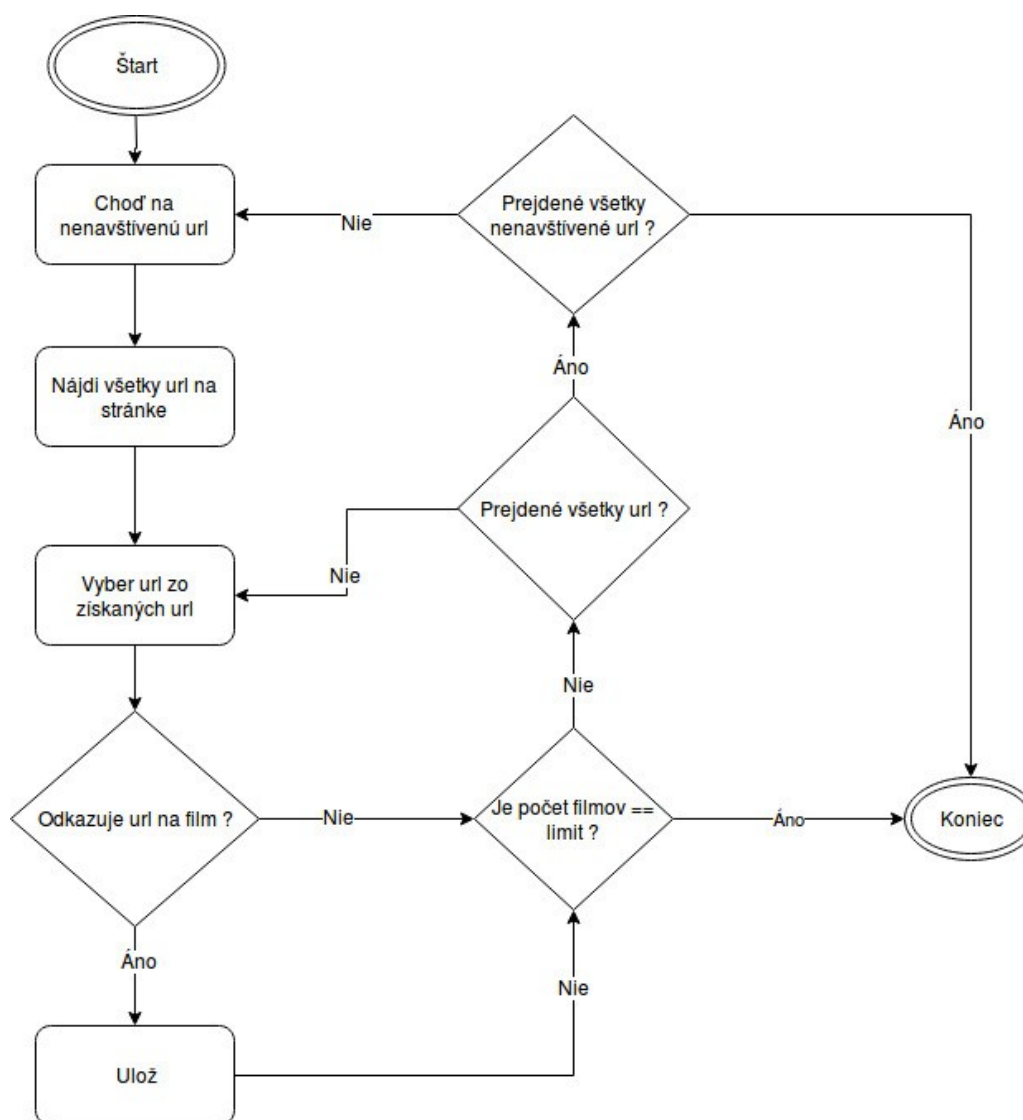 Štart
Choď na
nenavštívenú url
Nie
Prejdené všetky
nenavštívené url ?
Nájdi všetky url na
stránke
Áno
Áno
Prejdené všetky url ?
Vyber url zo
získaných url
Nie
Nie
Odkazuje url na film ?
Nie
Je počet filmov ==
limit ?
Áno
Koniec
Áno
Nie
Ulož